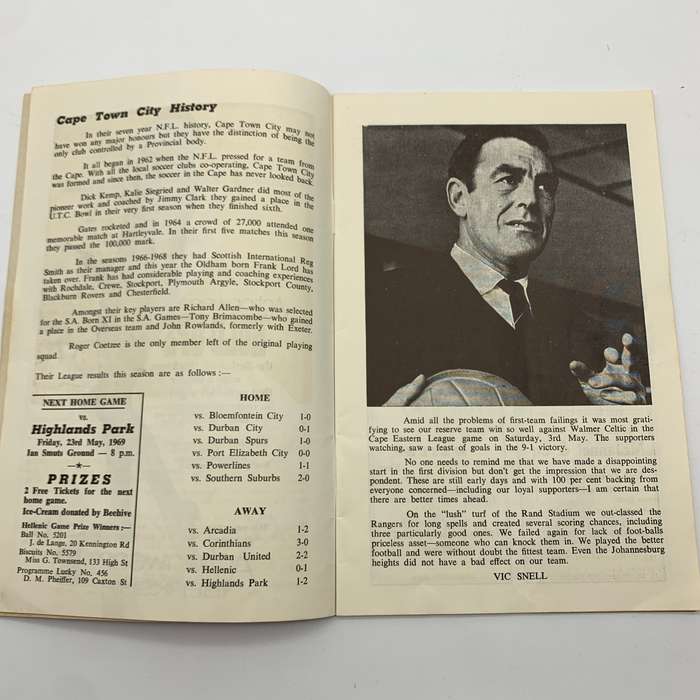 Cape Town City History
In their seven year N.F.L. history, Cape Town City may not
have won any major honours but they have the distinction of being the
only club controlled by a Provincial body.
It all began in 1962 when the N.F.L. pressed for a team from
the Cape. With all the local soccer clubs co-operating, Cape Town City
was formed and since then, the soccer in the Cape has never looked back.
Dick Kemp, Kalie Siegried and Walter Gardner did most of the
pioneer work and coached by Jimmy Clark they gained a place in the
U.T.C. Bowl in their very first season when they finished sixth.
Gates rocketed and in 1964 a crowd of 27,000 attended one
memorable match at Hartleyvale. In their first five matches this season
they passed the 100,000 mark.
In the seasons 1966-1968 they had Scottish International Reg
Smith as their manager and this year the Oldham born Frank Lord has
taken over. Frank has had considerable playing and coaching experiences
with Rochdale, Crewe, Stockport, Plymouth Argyle, Stockport County,
Blackburn Rovers and Chesterfield.
Amongst their key players are Richard Allen—who was selected
for the S.A. Born XI in the S.A. Games—Tony Brimacombe—who gained
a place in the Overseas team and John Rowlands, formerly with Exeter.
Roger Coetzee is the only member left of the original playing
squad.
Their League results this season are as follows :—
NEXT HOME GAME
vs.
Highlands Park
Friday, 23rd May, 1969
Ian Smuts Ground — 8 p.m.
PRIZES
2 Free Tickets for the next
home game.
Ice-Cream donated by Beehive
Hellenic Game Prize Winners :—
Ball No. 5201
J. de Lange, 20 Kennington Rd
Biscuits No. 5579
Miss G. Townsend, 133 High St
Programme Lucky No. 456
D. M. Pheiffer, 109 Caxton St
HOME
vs. Bloemfontein City 1-0
vs. Durban City 0-1
vs. Durban Spurs 1-0
vs. Port Elizabeth City 0-0
vs. Powerlines 1-1
vs. Southern Suburbs 2-0
AWAY
vs. Arcadia 1-2
vs. Corinthians 3-0
vs. Durban United 2-2
vs. Hellenic 0-1
vs. Highlands Park 1-2
Amid all the problems of first-team failings it was most grati-
fying to see our reserve team win so well against Walmer Celtic in the
Cape Eastern League game on Saturday, 3rd May. The supporters
watching, saw a feast of goals in the 9-1 victory.
No one needs to remind me that we have made a disappointing
start in the first division but don't get the impression that we are des-
pondent. These are still early days and with 100 per cent backing from
everyone concerned—including our loyal supporters—I am certain that
there are better times ahead.
On the "lush" turf of the Rand Stadium we out-classed the
Rangers for long spells and created several scoring chances, including
three particularly good ones. We failed again for lack of foot-balls
priceless asset—someone who can knock them in. We played the better
football and were without doubt the fittest team. Even the Johannesburg
heights did not have a bad effect on our team.
VIC SNELL